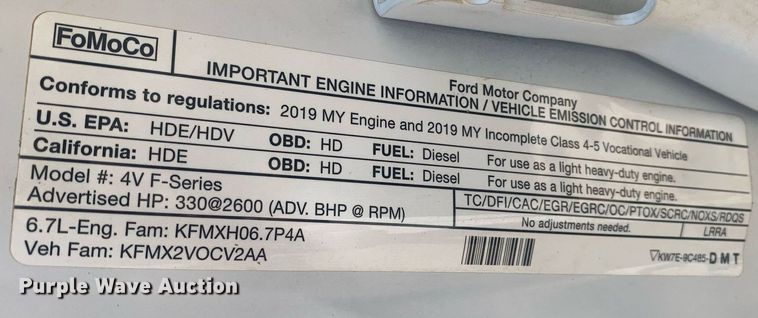 FoMoCo
Ford Motor Company
IMPORTANT ENGINE INFORMATION / VEHICLE EMISSION CONTROL INFORMATION
Conforms to regulations: 2019 MY Engine and 2019 MY Incomplete Class 4-5 Vocational Vehicle
U.S. EPA: HDE/HDV OBD: HD FUEL: Diesel For use as a light heavy-duty engine.
California: HDE OBD: HD FUEL: Diesel For use as a light heavy-duty engine.
Model #: 4V F-Series
TC/DFI/CAC/EGR/EGRC/OC/PTOX/SCRC/NOXS/RDQS
Advertised HP: 330@2600 (ADV. BHP @ RPM)
No adjustments needed. LRRA
6.7L-Eng. Fam: KFMXH06.7P4A
Veh Fam: KFMX2VOCV2AA
KW7E-9C485-DMT
Purple Wave Auction